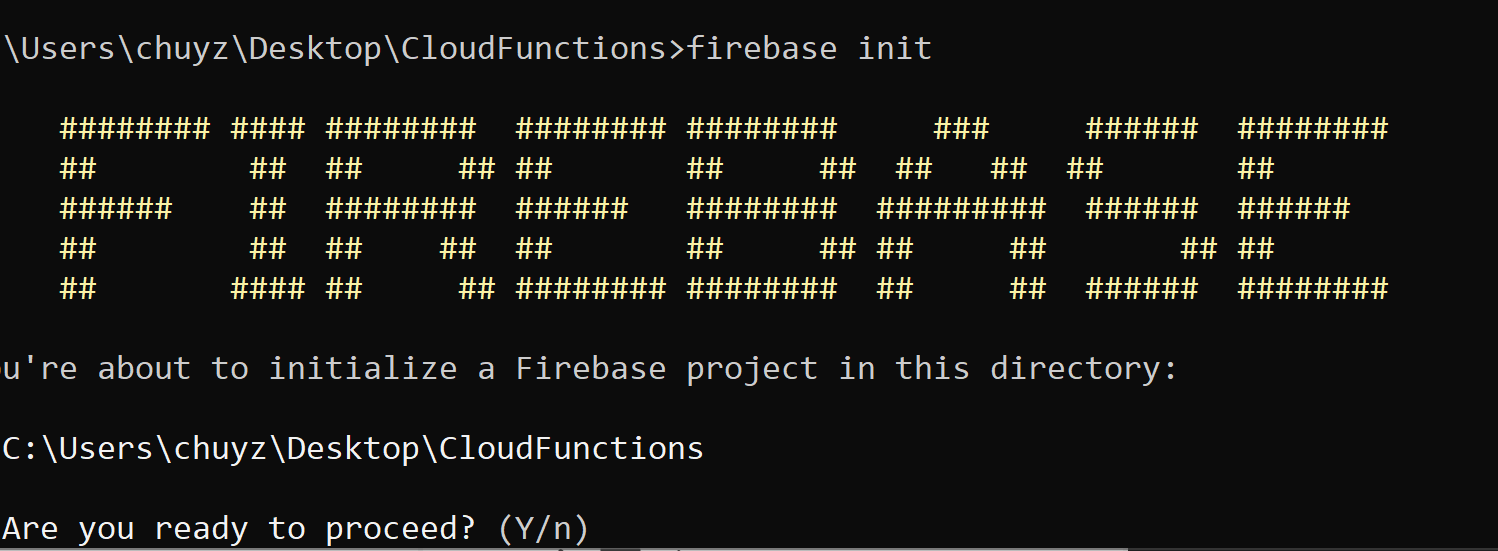 \Users\chuyz\Desktop\CloudFunctions>firebase init
######## #### ########  ######## ########     ###     ######  ########
##        ##  ##     ## ##       ##     ##  ##   ##  ##       ##
######    ##  ########  ######   ########  #########  ######  ######
##        ##  ##    ##  ##       ##     ## ##     ##       ## ##
##       #### ##     ## ######## ########  ##     ##  ######  ########
u're about to initialize a Firebase project in this directory:
C:\Users\chuyz\Desktop\CloudFunctions
Are you ready to proceed? (Y/n)